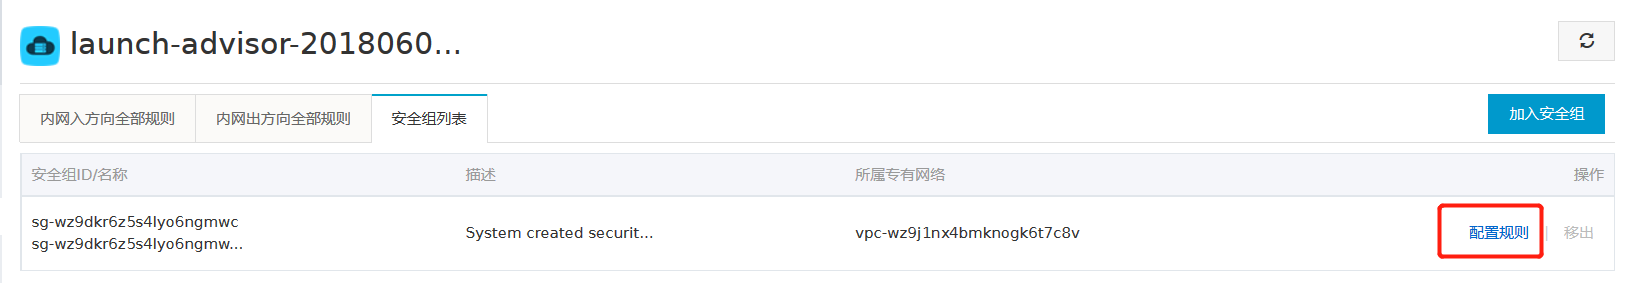 launch-advisor-2018060...
内网入方向全部规则 内网出方向全部规则 安全组列表 加入安全组
安全组ID/名称 描述 所属专有网络 操作
sg-wz9dkr6z5s4lyo6ngmwc
sg-wz9dkr6z5s4lyo6ngmw...
System created securit... vpc-wz9j1nx4bmknogk6t7c8v 配置规则 | 移出